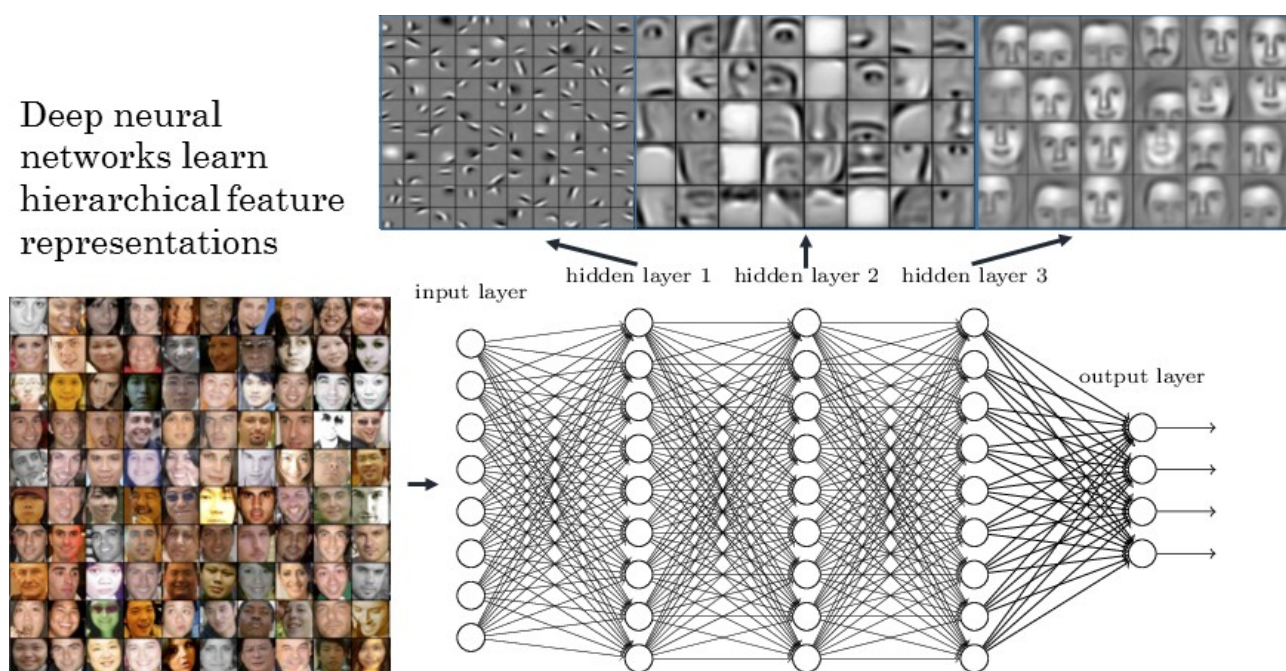 Deep neural
networks learn
hierarchical feature
representations
hidden layer 1
hidden layer 2
hidden layer 3
input layer
output layer